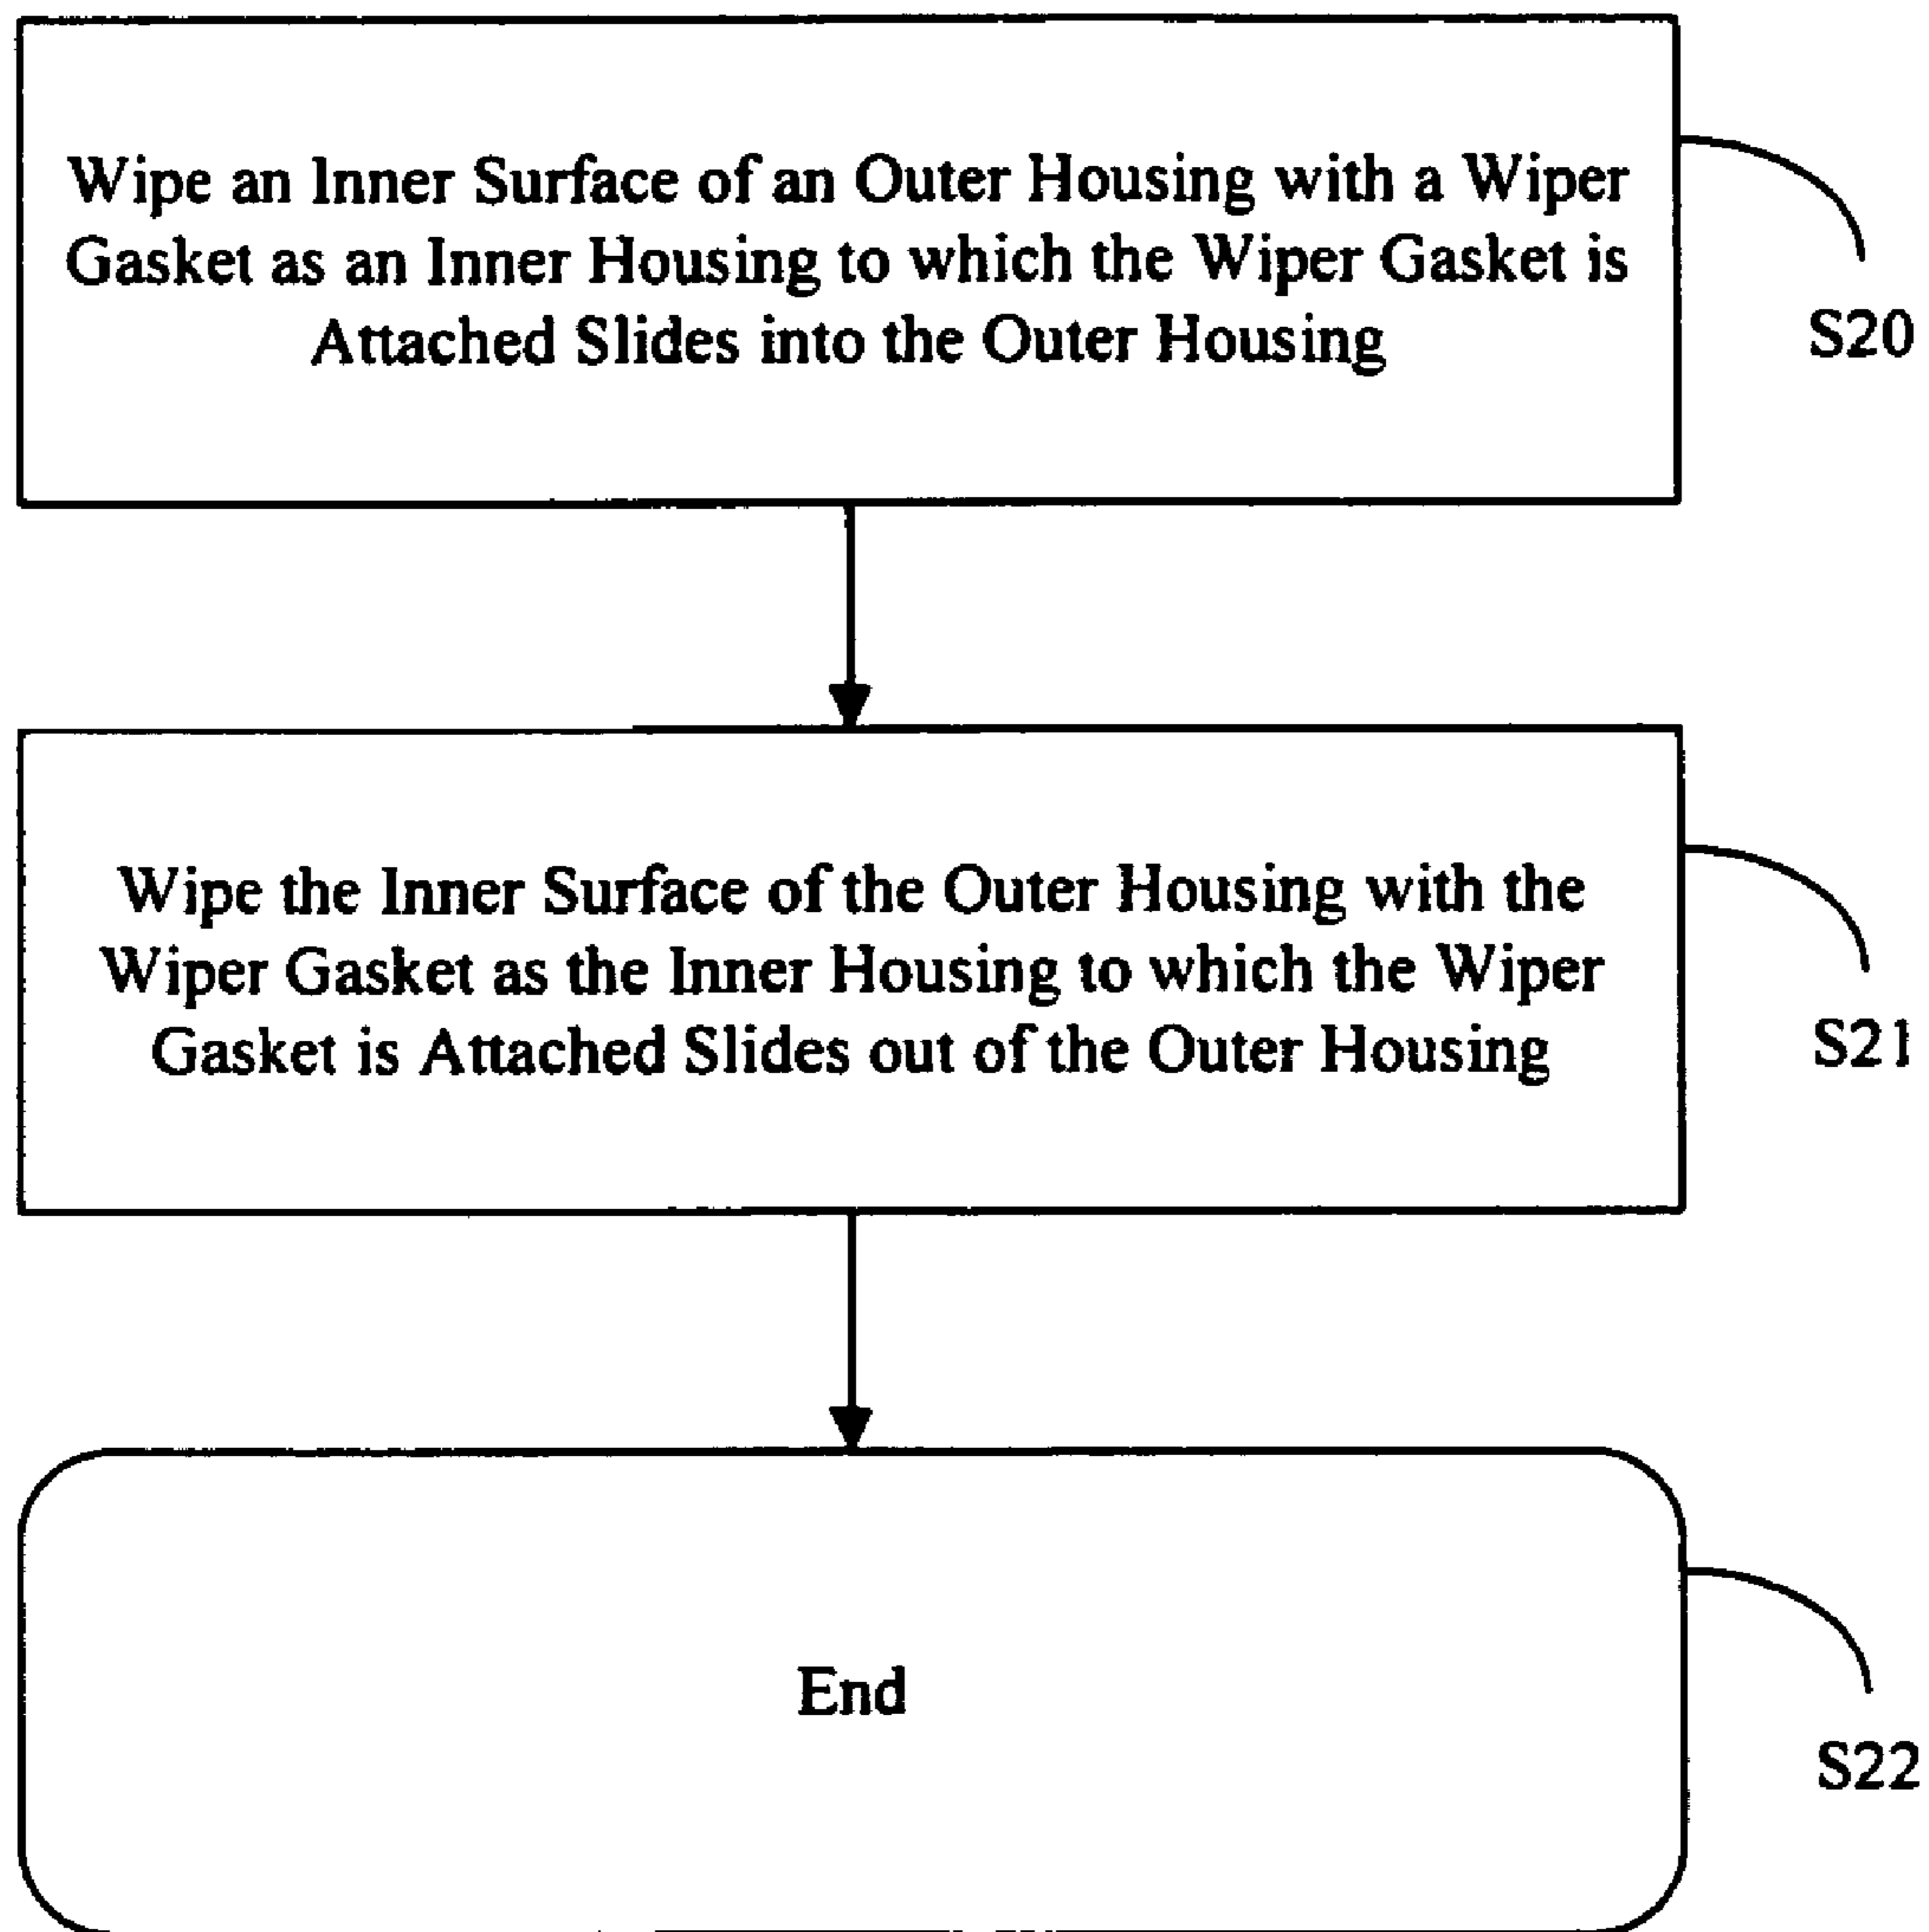 Wipe an Inner Surface of an Outer Housing with a Wiper
Gasket as an Inner Housing to which the Wiper Gasket is
Attached Slides into the Outer Housing
S20
Wipe the Inner Surface of the Outer Housing with the
Wiper Gasket as the Inner Housing to which the Wiper
Gasket is Attached Slides out of the Outer Housing
S21
End
S22